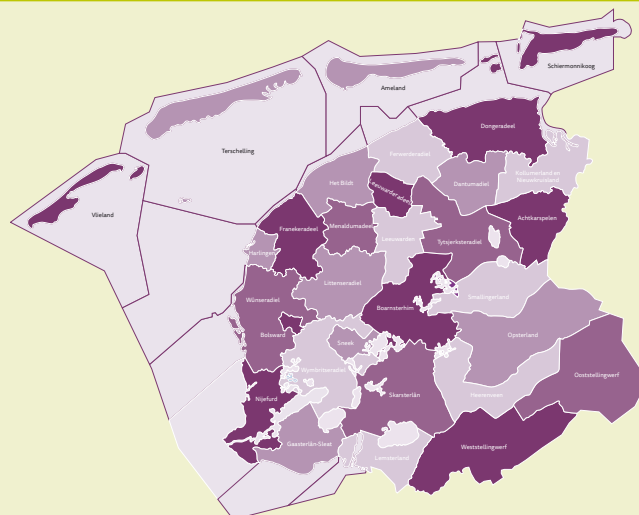 Schiermonnikoog
Ameland
Dongeradeel
Terschelling
Ferwerderadiel
Kollumerland en
Nieuwkruisland
Het Bildt
Dantumadiel
Leeuwarderadeel
Vlieland
Achtkarspelen
Franekeradeel
Menaldumadeel
Leeuwarden
Tytsjerksteradiel
Harlingen
Littenseradiel
Wûnseradiel
Smallingerland
Boarnsterhim
Bolsward
Opsterland
Sneek
Wymbritseradiel
Ooststellingwerf
Skarsterlân
Heerenveen
Nijefurd
Gaasterlân-Sleat
Weststellingwerf
Lemsterland